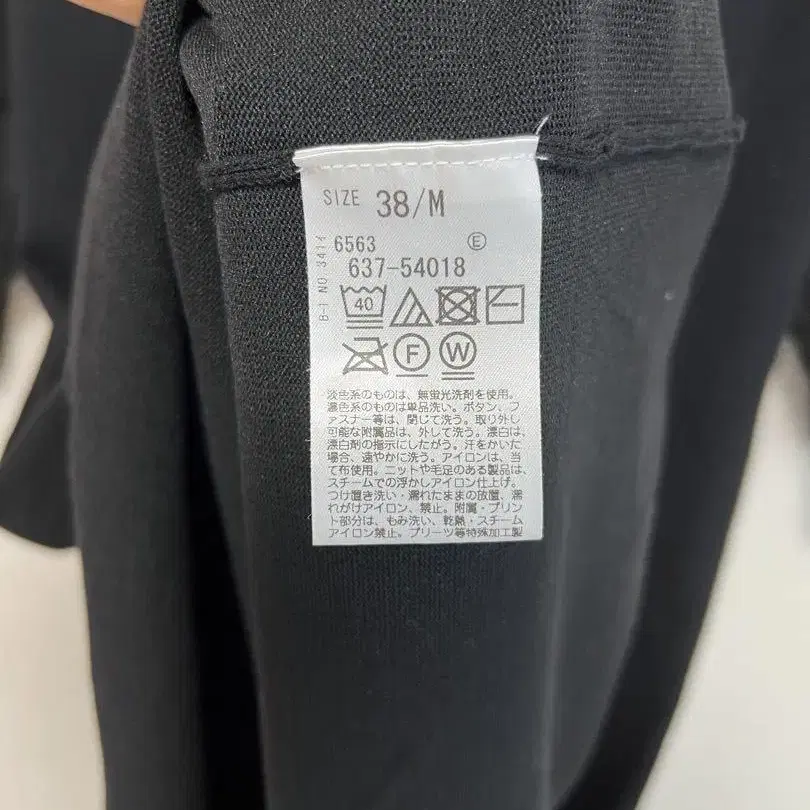 SIZE 38/M
6563 Ⓔ
637-54018
B-I NO.3414
40
F W
淡色系のものは、無蛍光洗剤を使用。
濃色系のものは単品洗い。ボタン、フ
ァスナー等は、閉じて洗う。取り外し
可能な附属品は、外して洗う。漂白は、
漂白剤の指示にしたがう。汗をかいた
場合、速やかに洗う。アイロンは、当
て布使用。ニットや毛足のある製品は、
スチームでの浮かしアイロン仕上げ。
つけ置き洗い・濡れたままの放置、濡
れがけアイロン、禁止。附属・プリン
ト部分は、もみ洗い、乾熱・スチーム
アイロン禁止。プリーツ等特殊加工製